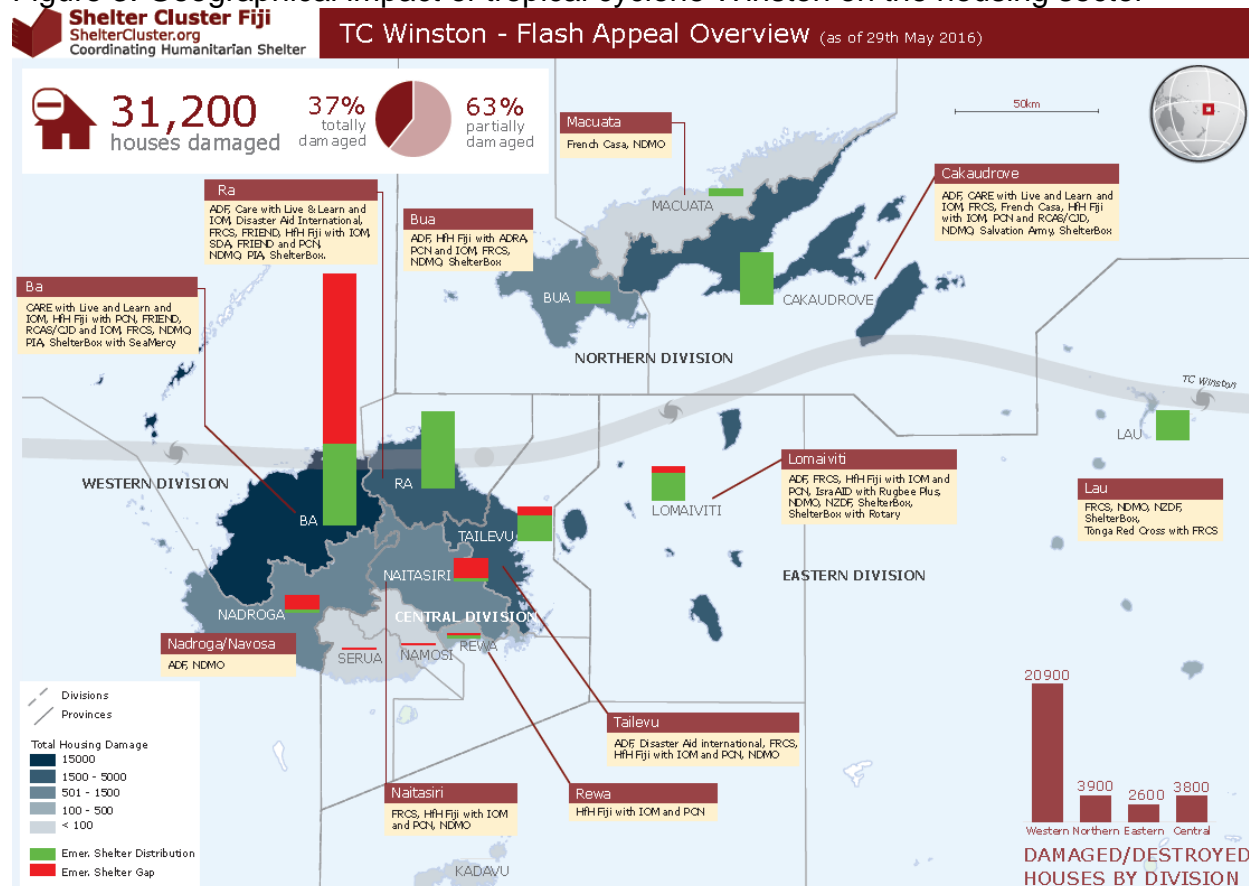 Shelter Cluster Fiji
ShelterCluster.org
Coordinating Humanitarian Shelter
TC Winston - Flash Appeal Overview (as of 29th May 2016)
31,200
houses damaged
37%
totally
damaged
63%
partially
damaged
50km
Macuata
French Casa, NDMO
MACUATA
Cakaudrove
ADF, CARE with Live and Learn and
IOM, FRCS, French Casa, HfH Fiji
with IOM, PCN and RCAS/CJD,
NDMO, Salvation Army, ShelterBox
CAKAUDROVE
Ra
ADF, Care with Live & Learn and
IOM, Disaster Aid International,
FRCS, FRIEND, HfH Fiji with IOM,
SDA, FRIEND and PCN,
NDMO, PIA, ShelterBox.
Bua
ADF, HfH Fiji with ADRA,
PCN and IOM, FRCS,
NDMO, ShelterBox
BUA
Ba
CARE with Live and Learn and
IOM, HfH Fiji with PCN, FRIEND,
RCAS/CJD and IOM, FRCS, NDMO,
PIA, ShelterBox with SeaMercy
NORTHERN DIVISION
TC Winston
LAU
WESTERN DIVISION
RA
BA
Lomaiviti
ADF, FRCS, HfH Fiji with IOM and
PCN, IsraAID with Rugbee Plus,
NDMO, NZDF, ShelterBox,
ShelterBox with Rotary
LOMAIVITI
Lau
FRCS, NDMO, NZDF,
ShelterBox,
Tonga Red Cross with FRCS
TAILEVU
NAITASIRI
EASTERN DIVISION
NADROGA
CENTRAL DIVISION
Nadroga/Navosa
ADF, NDMO
SERUA
NAMOSI
REWA
Divisions
Provinces
Total Housing Damage
15000
1500 - 5000
501 - 1500
100 - 500
< 100
Emer. Shelter Distribution
Emer. Shelter Gap
Tailevu
ADF, Disaster Aid international, FRCS,
HfH Fiji with IOM and PCN, NDMO
Naitasiri
FRCS, HfH Fiji with IOM
and PCN, NDMO
Rewa
HfH Fiji with IOM and PCN
KADAVU
20900
3900
2600
3800
Western Northern Eastern Central
DAMAGED/DESTROYED
HOUSES BY DIVISION